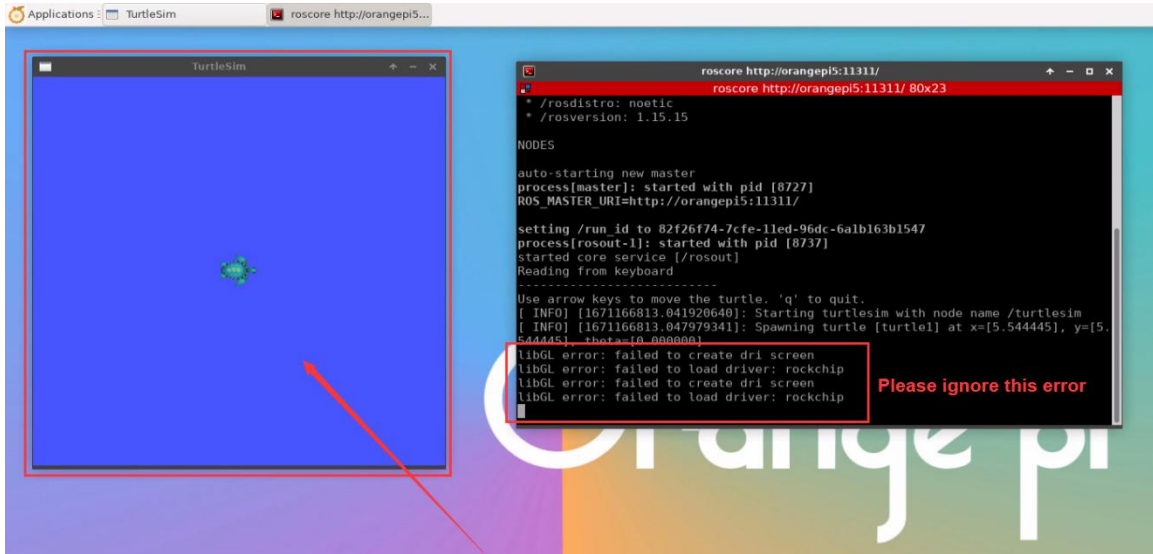 Applications
TurtleSim
roscore http://orangepi5...
TurtleSim
roscore http://orangepi5:11311/
roscore http://orangepi5:11311/ 80x23
* /rosdistro: noetic
* /rosversion: 1.15.15
NODES
auto-starting new master
process[master]: started with pid [8727]
ROS_MASTER_URI=http://orangepi5:11311/
setting /run_id to 82f26f74-7cfe-11ed-96dc-6a1b163b1547
process[rosout-1]: started with pid [8737]
started core service [/rosout]
Reading from keyboard
---------------------------
Use arrow keys to move the turtle. 'q' to quit.
[ INFO] [1671166813.041920640]: Starting turtlesim with node name /turtlesim
[ INFO] [1671166813.047979341]: Spawning turtle [turtle1] at x=[5.544445], y=[5.
544445], theta=[0.000000]
libGL error: failed to create dri screen
libGL error: failed to load driver: rockchip
libGL error: failed to create dri screen
libGL error: failed to load driver: rockchip
Please ignore this error
Orange pi